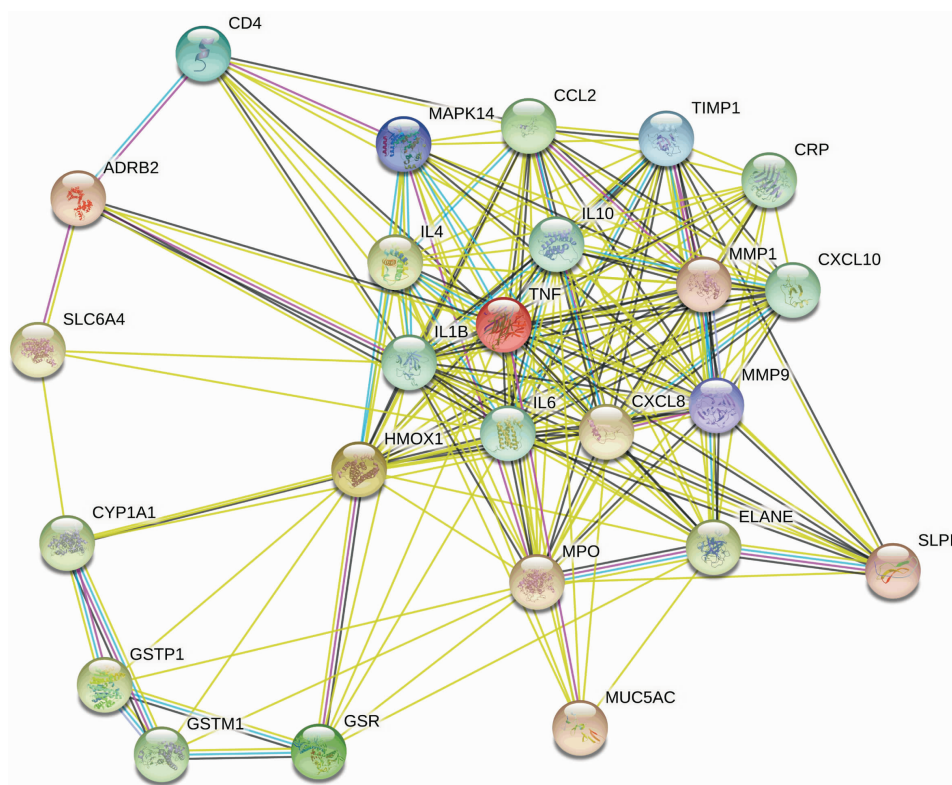 CD4
MAPK14
CCL2
TIMP1
CRP
ADRB2
IL4
IL10
MMP1
CXCL10
TNF
SLC6A4
IL1B
MMP9
IL6
CXCL8
HMOX1
CYP1A1
ELANE
SLPI
MPO
GSTP1
MUC5AC
GSTM1
GSR